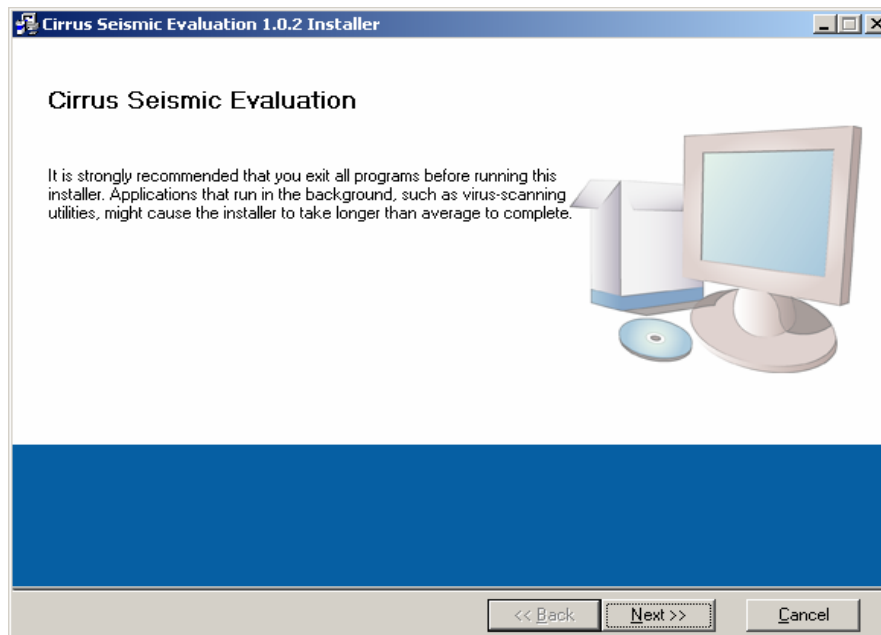 Cirrus Seismic Evaluation 1.0.2 Installer
Cirrus Seismic Evaluation
It is strongly recommended that you exit all programs before running this
installer. Applications that run in the background, such as virus-scanning
utilities, might cause the installer to take longer than average to complete.
<< Back Next >> Cancel